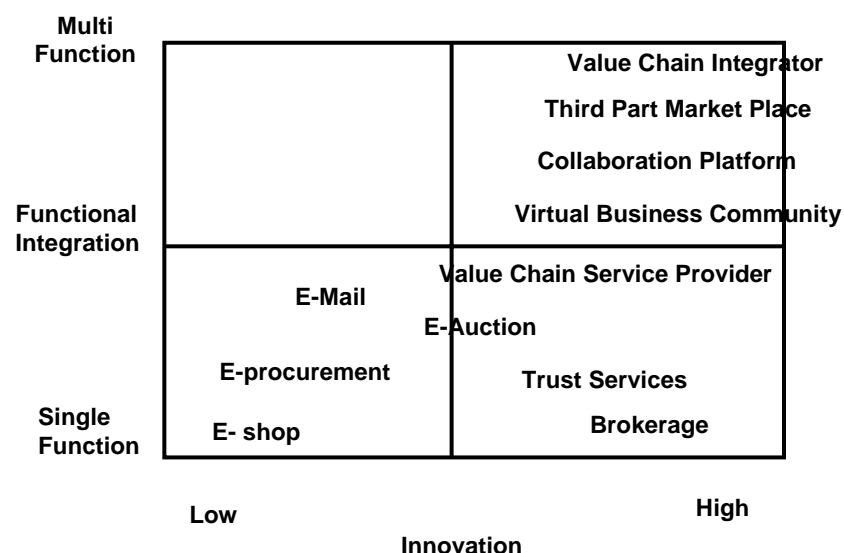 Multi
Function
Value Chain Integrator
Third Part Market Place
Collaboration Platform
Functional
Integration
Virtual Business Community
Value Chain Service Provider
E-Mail
E-Auction
E-procurement
Trust Services
Single
Function
E- shop
Brokerage
Low
High
Innovation